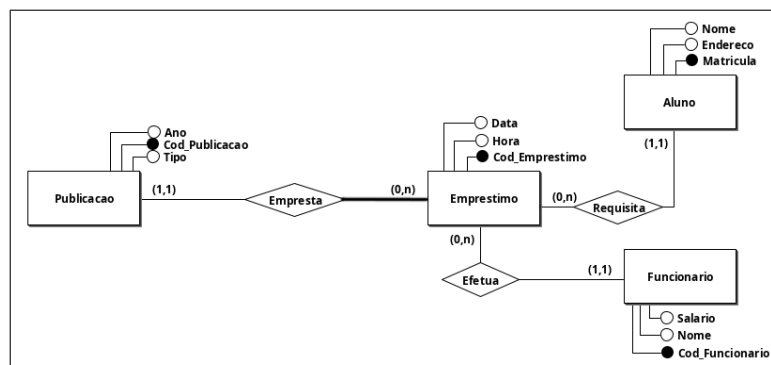 Nome
Endereco
Matricula
Aluno
(1,1)
Ano
Cod_Publicacao
Tipo
Publicacao
(1,1)
Empresta
(0,n)
Data
Hora
Cod_Emprestimo
Emprestimo
(0,n)
Requisita
(0,n)
Efetua
(1,1)
Funcionario
Salario
Nome
Cod_Funcionario